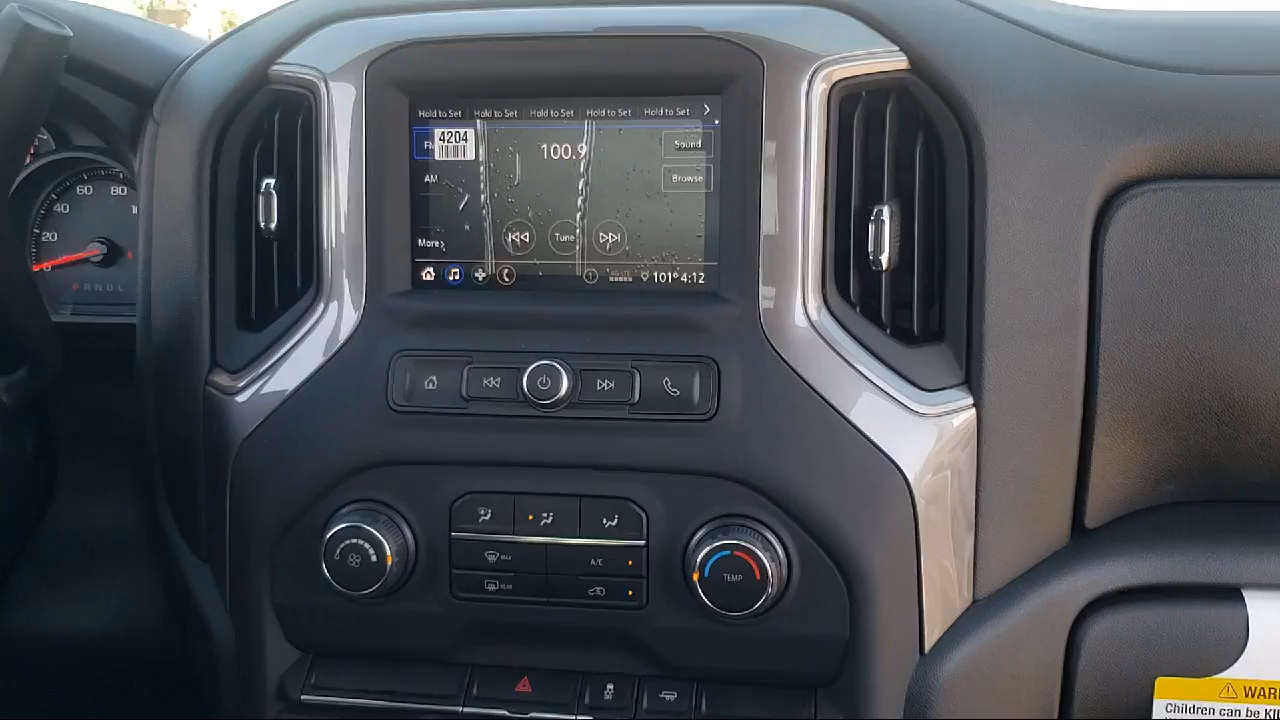 Hold to Set Hold to Set Hold to Set Hold to Set Hold to Set
4204
100.9
Sound
AM
Browse
More
Tune
101° 4:12
20 40 60 80
P R N D L
MAX
A/C
REAR
TEMP
WAR
Children can be KI